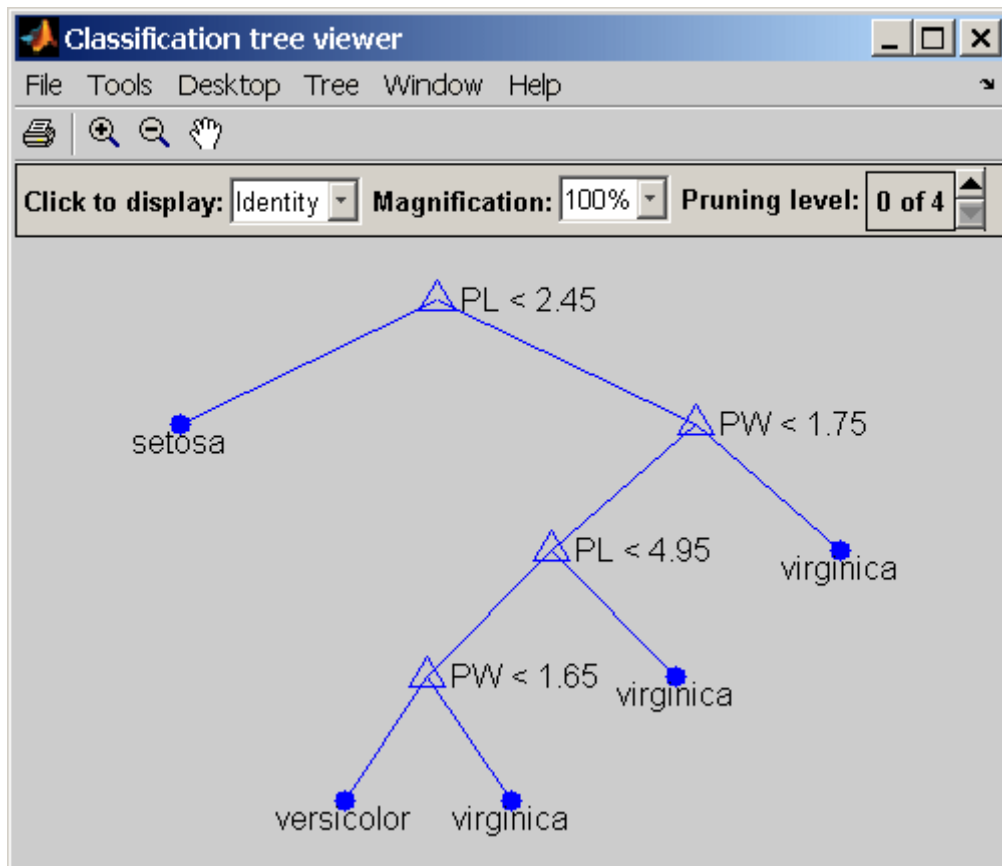 Classification tree viewer
File Tools Desktop Tree Window Help
Click to display: Identity Magnification: 100% Pruning level: 0 of 4
PL < 2.45
setosa
PW < 1.75
PL < 4.95
virginica
PW < 1.65
virginica
versicolor virginica